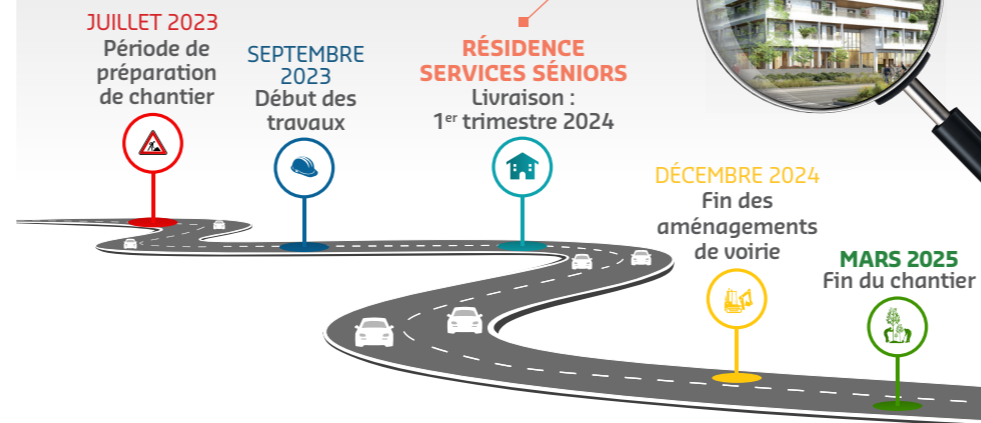 JUILLET 2023
Période de
préparation
de chantier
SEPTEMBRE
2023
Début des
travaux
RÉSIDENCE
SERVICES SÉNIORS
Livraison :
1er trimestre 2024
DÉCEMBRE 2024
Fin des
aménagements
de voirie
MARS 2025
Fin du chantier